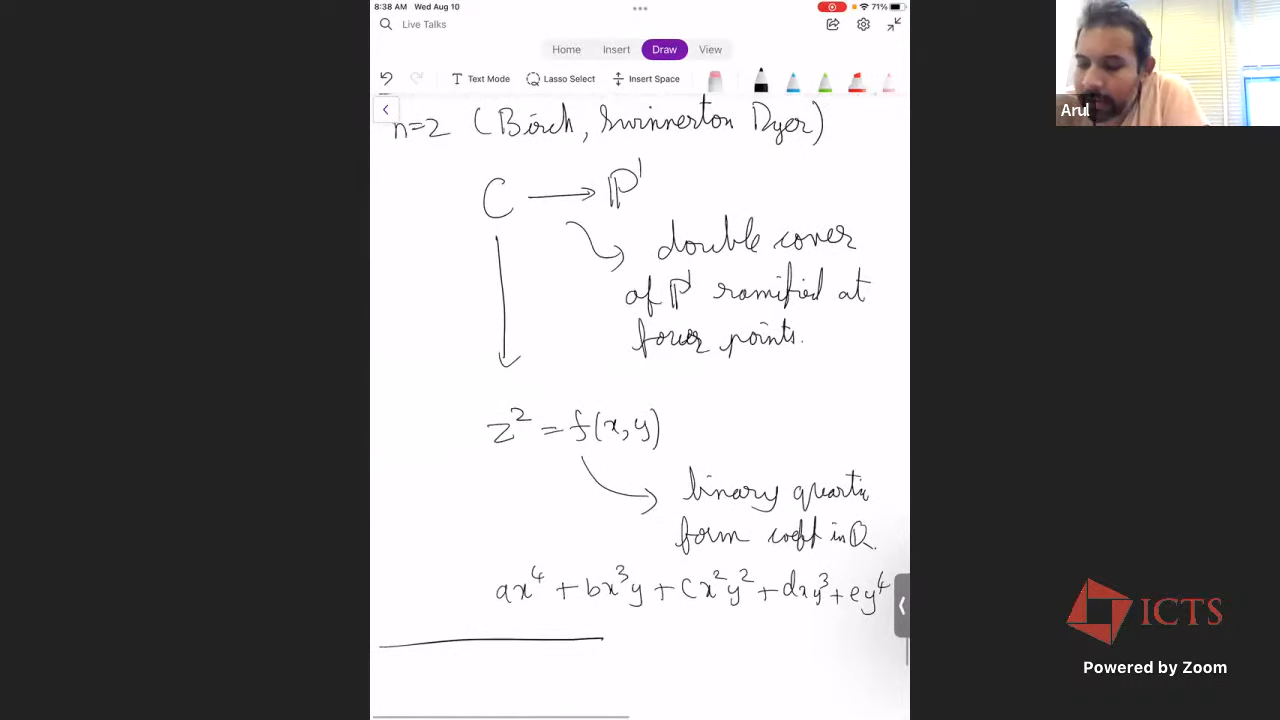 8:38 AM Wed Aug 10
71%
Live Talks
Home Insert Draw View
Text Mode Lasso Select Insert Space
n=2 (Birch, Swinnerton Dyer)
C → ℙ¹
double cover
of ℙ¹ ramified at
four points.
z² = f(x,y)
binary quartic
form coeff in ℚ.
ax⁴ + bx³y + cx²y² + dxy³ + ey⁴
Arul
ICTS
Powered by Zoom